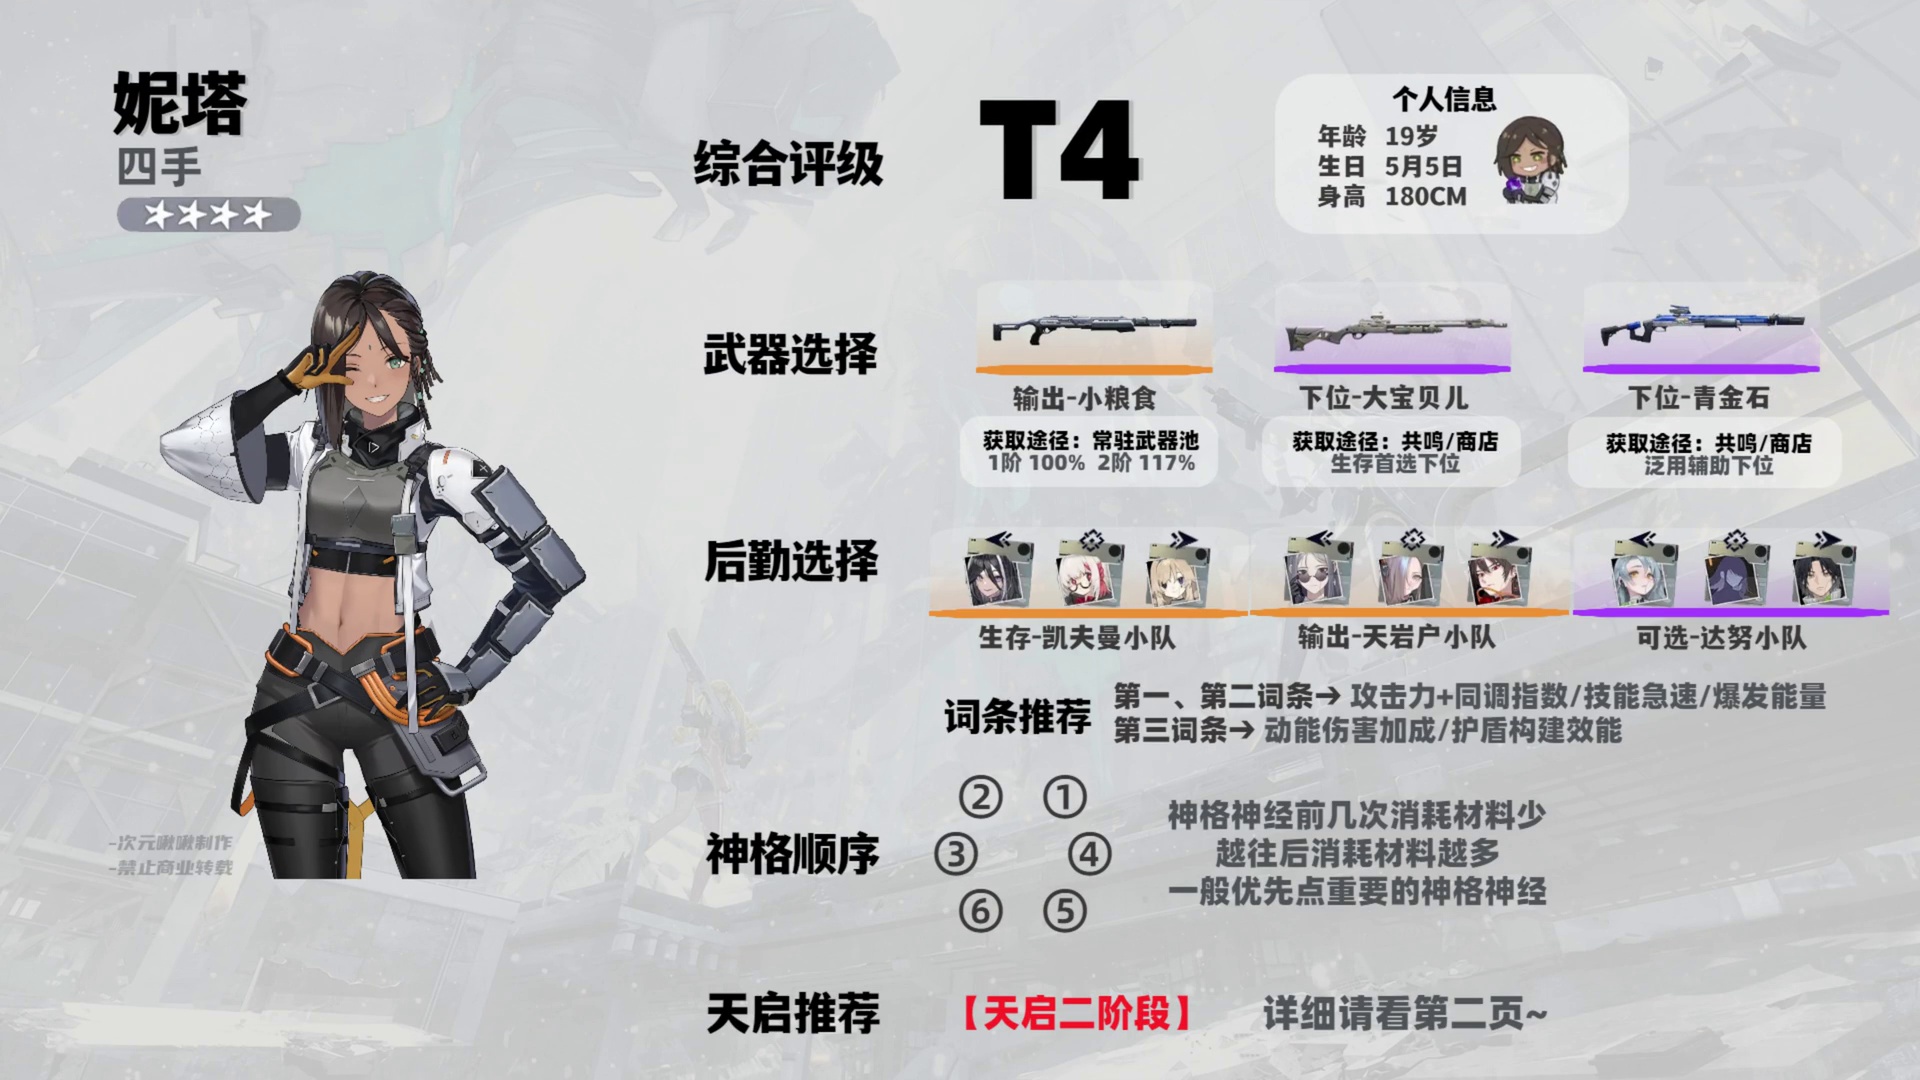 妮塔
四手
综合评级
T4
个人信息
年龄 19岁
生日 5月5日
身高 180CM
武器选择
输出-小粮食
获取途径：常驻武器池
1阶 100% 2阶 117%
下位-大宝贝儿
获取途径：共鸣/商店
生存首选下位
下位-青金石
获取途径：共鸣/商店
泛用辅助下位
后勤选择
生存-凯夫曼小队
输出-天岩户小队
可选-达努小队
词条推荐
第一、第二词条→ 攻击力+同调指数/技能急速/爆发能量
第三词条→ 动能伤害加成/护盾构建效能
神格顺序
② ①
③ ④
⑥ ⑤
神格神经前几次消耗材料少
越往后消耗材料越多
一般优先点重要的神格神经
天启推荐
【天启二阶段】
详细请看第二页~
-次元啾啾制作
-禁止商业转载